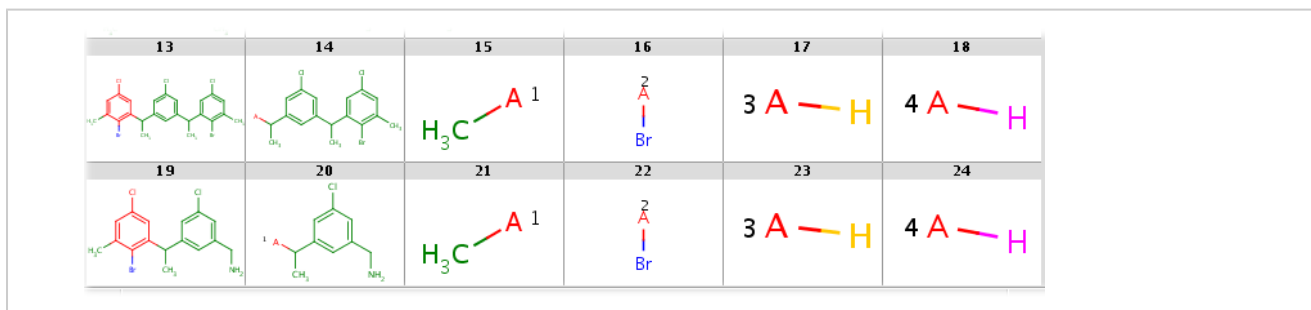 13 14 15 16 17 18
Cl Cl Cl
H₃C Br CH₃ CH₃ Br CH₃
Cl Cl
A CH₃ CH₃ Br CH₃
H₃C A 1
2
A
Br
3 A H
4 A H
19 20 21 22 23 24
Cl Cl
H₃C Br CH₃ NH₂
Cl
1 A CH₃ NH₂
H₃C A 1
2
A
Br
3 A H
4 A H